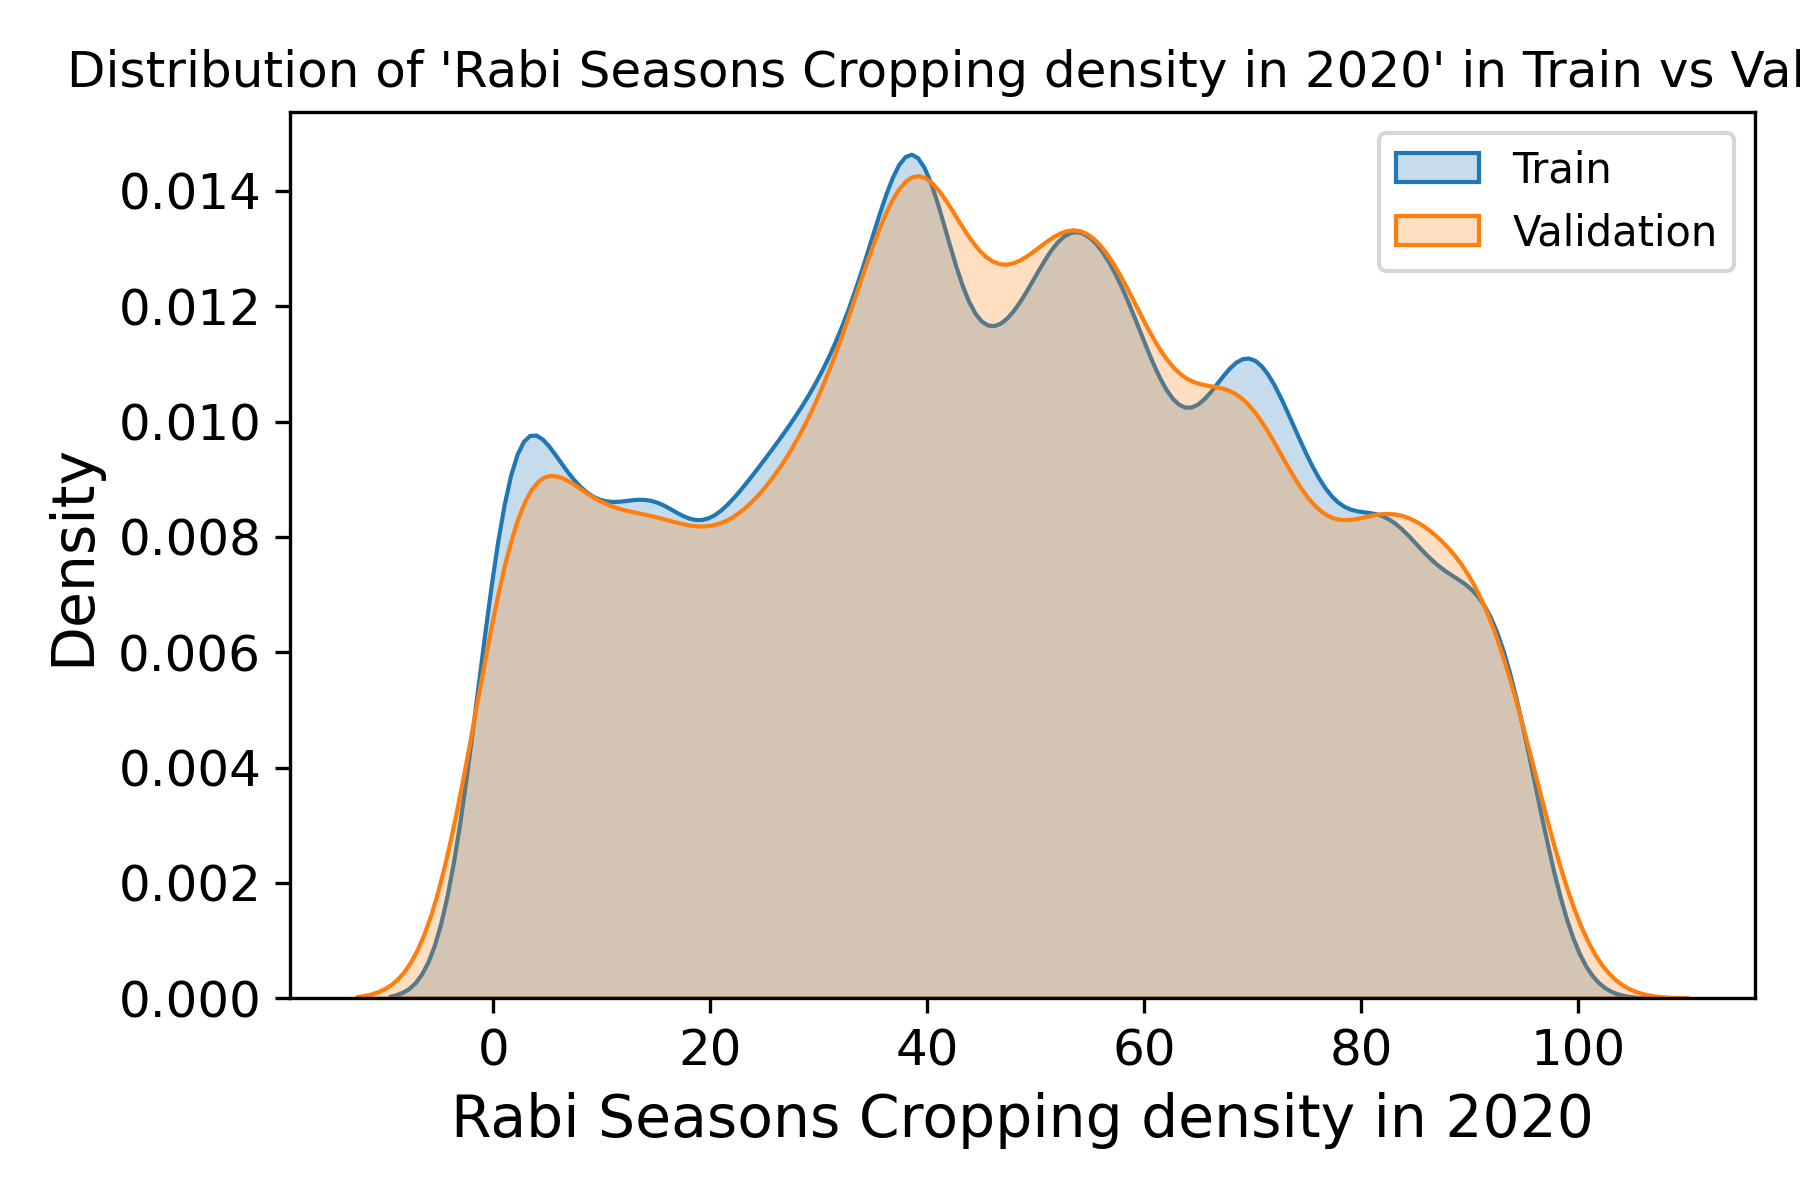 Distribution of 'Rabi Seasons Cropping density in 2020' in Train vs Val
Train
Validation
0.014
0.012
0.010
0.008
0.006
0.004
0.002
0.000
Density
0
20
40
60
80
100
Rabi Seasons Cropping density in 2020